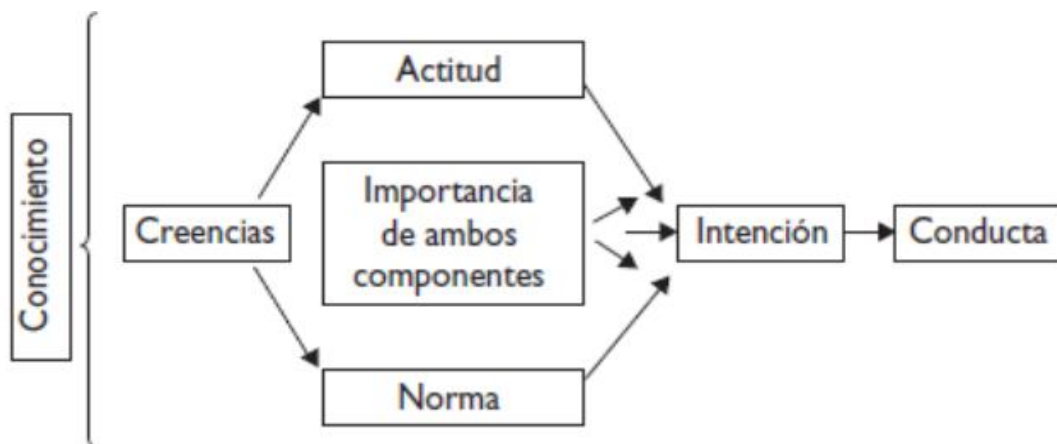 Conocimiento
Creencias
Actitud
Importancia
de ambos
componentes
Norma
Intención
Conducta